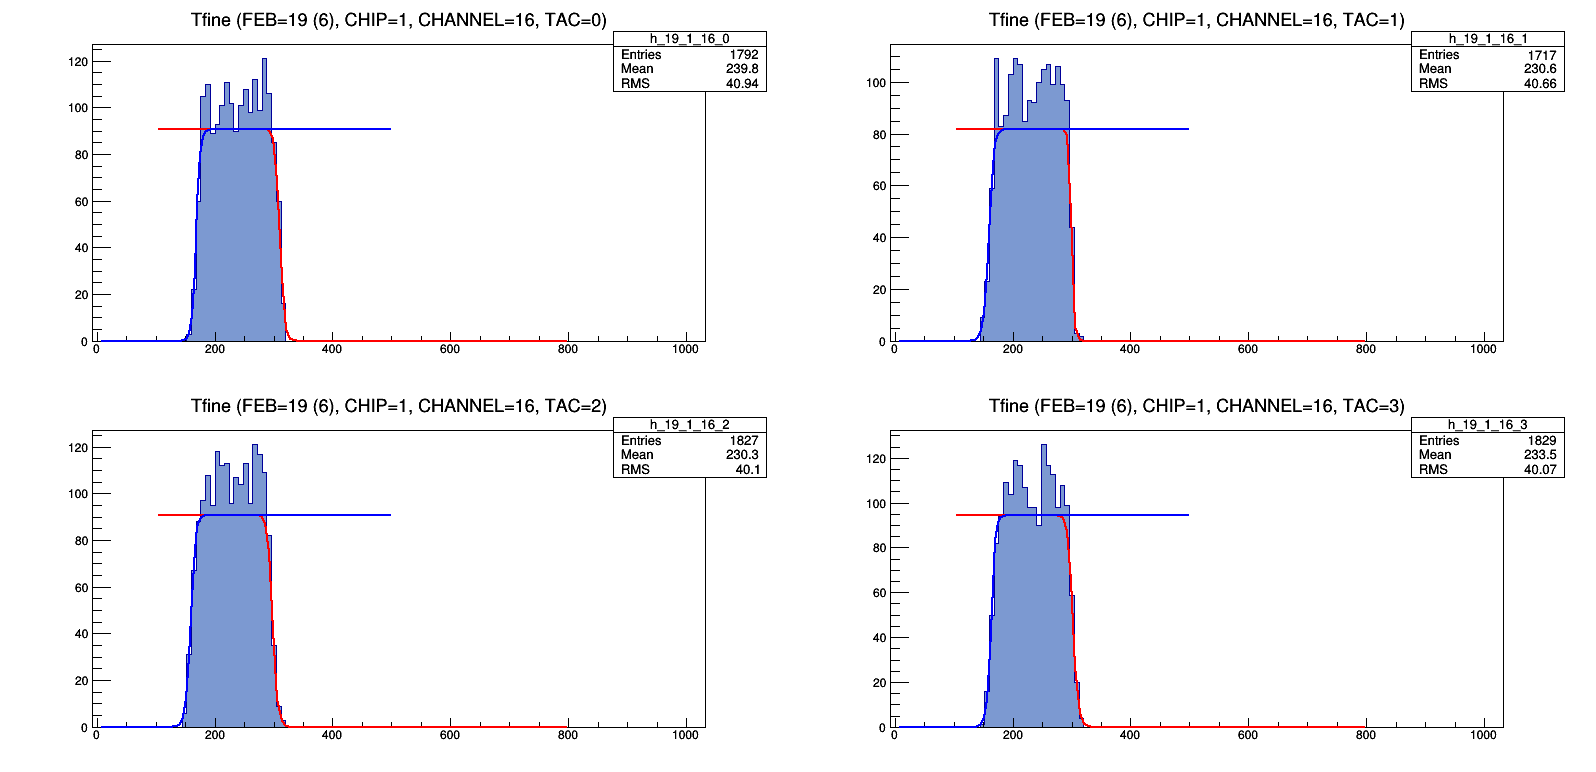 Tfine (FEB=19 (6), CHIP=1, CHANNEL=16, TAC=0)
h_19_1_16_0
Entries 1792
Mean 239.8
RMS 40.94
120
100
80
60
40
20
0
0 200 400 600 800 1000
Tfine (FEB=19 (6), CHIP=1, CHANNEL=16, TAC=1)
h_19_1_16_1
Entries 1717
Mean 230.6
RMS 40.66
100
80
60
40
20
0
0 200 400 600 800 1000
Tfine (FEB=19 (6), CHIP=1, CHANNEL=16, TAC=2)
h_19_1_16_2
Entries 1827
Mean 230.3
RMS 40.1
120
100
80
60
40
20
0
0 200 400 600 800 1000
Tfine (FEB=19 (6), CHIP=1, CHANNEL=16, TAC=3)
h_19_1_16_3
Entries 1829
Mean 233.5
RMS 40.07
120
100
80
60
40
20
0
0 200 400 600 800 1000